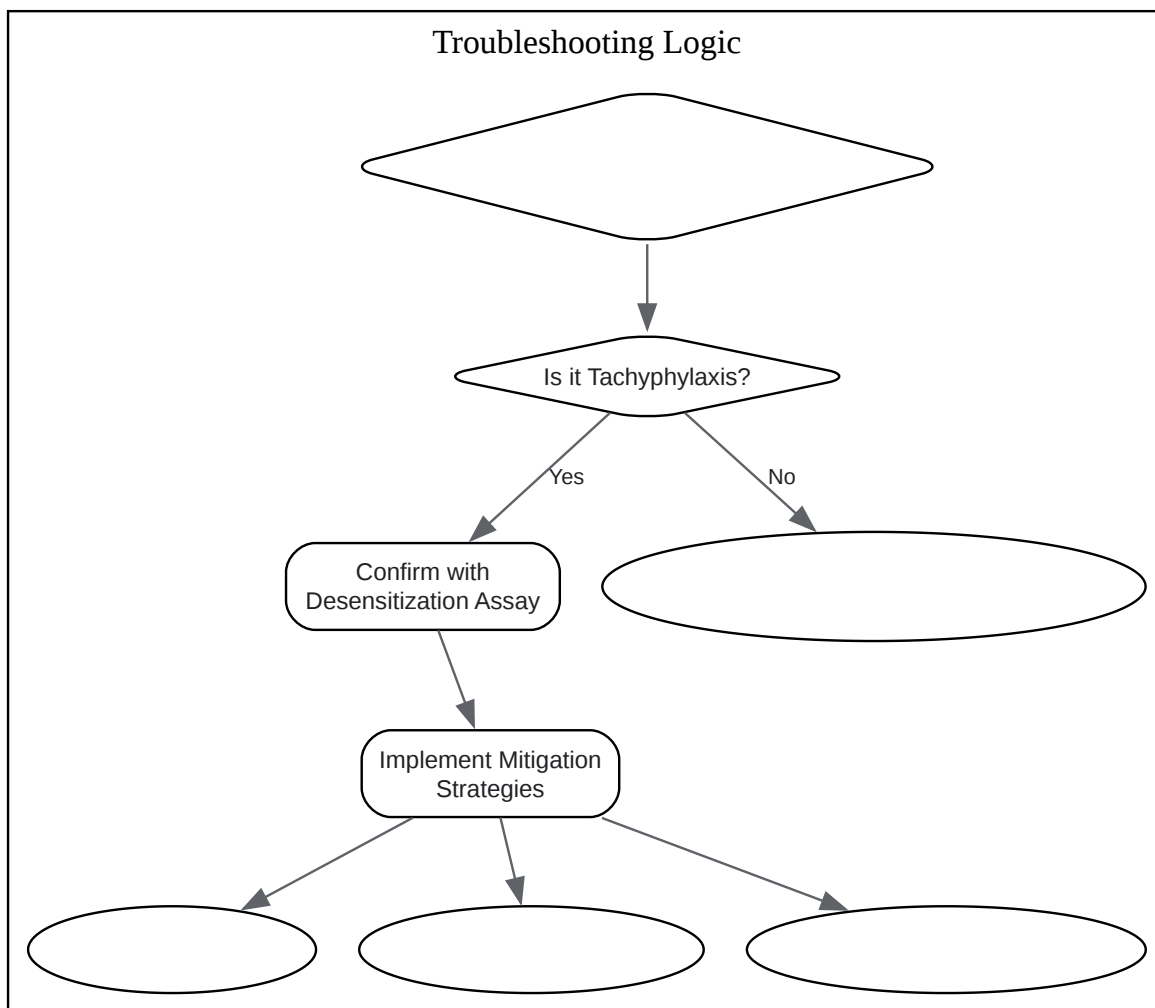 Troubleshooting Logic
Is it Tachyphylaxis?
Yes
No
Confirm with
Desensitization Assay
Implement Mitigation
Strategies